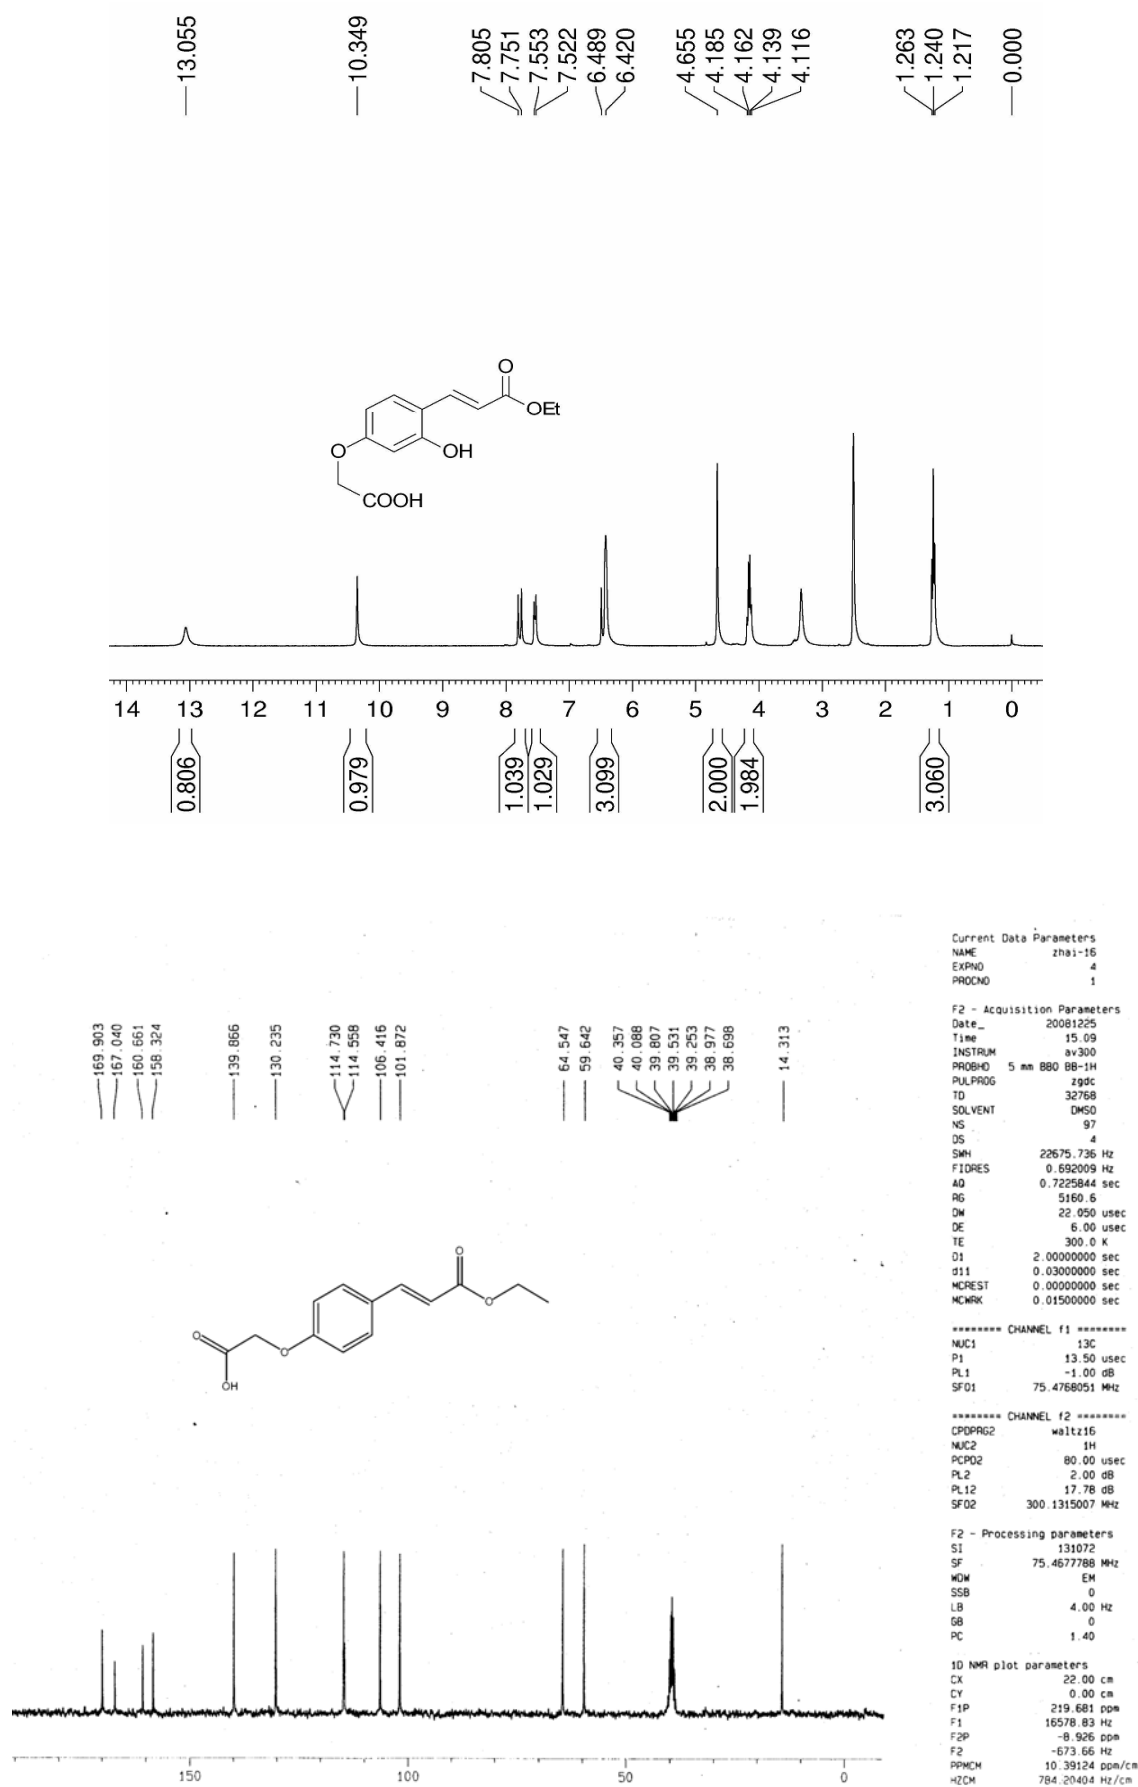 13.055
10.349
7.805
7.751
7.553
7.522
6.489
6.420
4.655
4.185
4.162
4.139
4.116
1.263
1.240
1.217
0.000
O
OEt
OH
O
COOH
14 13 12 11 10 9 8 7 6 5 4 3 2 1 0
0.806
0.979
1.039
1.029
3.099
2.000
1.984
3.060
169.903
167.040
160.661
158.324
139.866
130.235
114.730
114.558
106.416
101.872
64.547
59.642
40.357
40.088
39.807
39.531
39.253
38.977
38.698
14.313
O
O
O
O
OH
150 100 50 0
Current Data Parameters
NAME zhai-16
EXPNO 4
PROCNO 1
F2 - Acquisition Parameters
Date_ 20081225
Time 15.09
INSTRUM av300
PROBHD 5 mm BBO BB-1H
PULPROG zgdc
TD 32768
SOLVENT DMSO
NS 97
DS 4
SWH 22675.736 Hz
FIDRES 0.692009 Hz
AQ 0.7225844 sec
RG 5160.6
DW 22.050 usec
DE 6.00 usec
TE 300.0 K
D1 2.00000000 sec
d11 0.03000000 sec
MCREST 0.00000000 sec
MCWRK 0.01500000 sec
======== CHANNEL f1 ========
NUC1 13C
P1 13.50 usec
PL1 -1.00 dB
SFO1 75.4768051 MHz
======== CHANNEL f2 ========
CPDPRG2 waltz16
NUC2 1H
PCPD2 80.00 usec
PL2 2.00 dB
PL12 17.78 dB
SFO2 300.1315007 MHz
F2 - Processing parameters
SI 131072
SF 75.4677788 MHz
WDW EM
SSB 0
LB 4.00 Hz
GB 0
PC 1.40
1D NMR plot parameters
CX 22.00 cm
CY 0.00 cm
F1P 219.681 ppm
F1 16578.83 Hz
F2P -8.926 ppm
F2 -673.66 Hz
PPMCM 10.39124 ppm/cm
HZCM 784.20404 Hz/cm